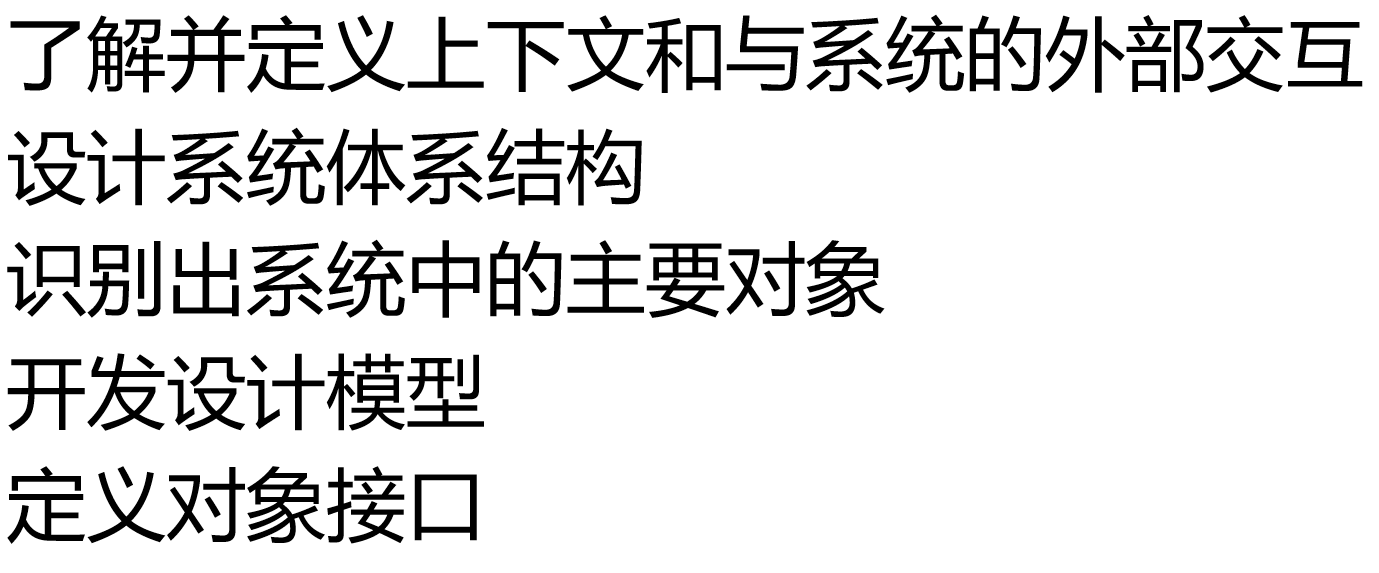 了解并定义上下文和与系统的外部交互
设计系统体系结构
识别出系统中的主要对象
开发设计模型
定义对象接口